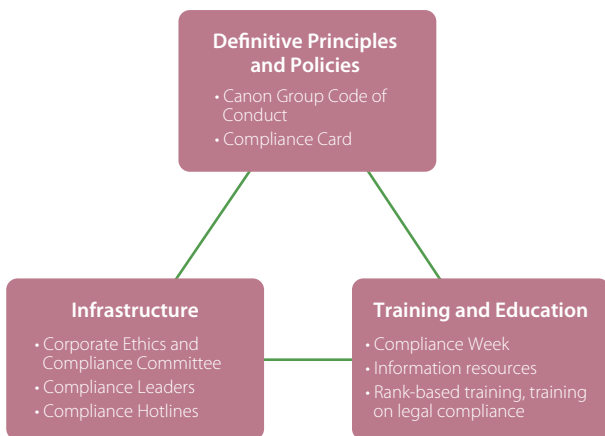 Definitive Principles
and Policies
• Canon Group Code of
Conduct
• Compliance Card
Infrastructure
• Corporate Ethics and
Compliance Committee
• Compliance Leaders
• Compliance Hotlines
Training and Education
• Compliance Week
• Information resources
• Rank-based training, training
on legal compliance